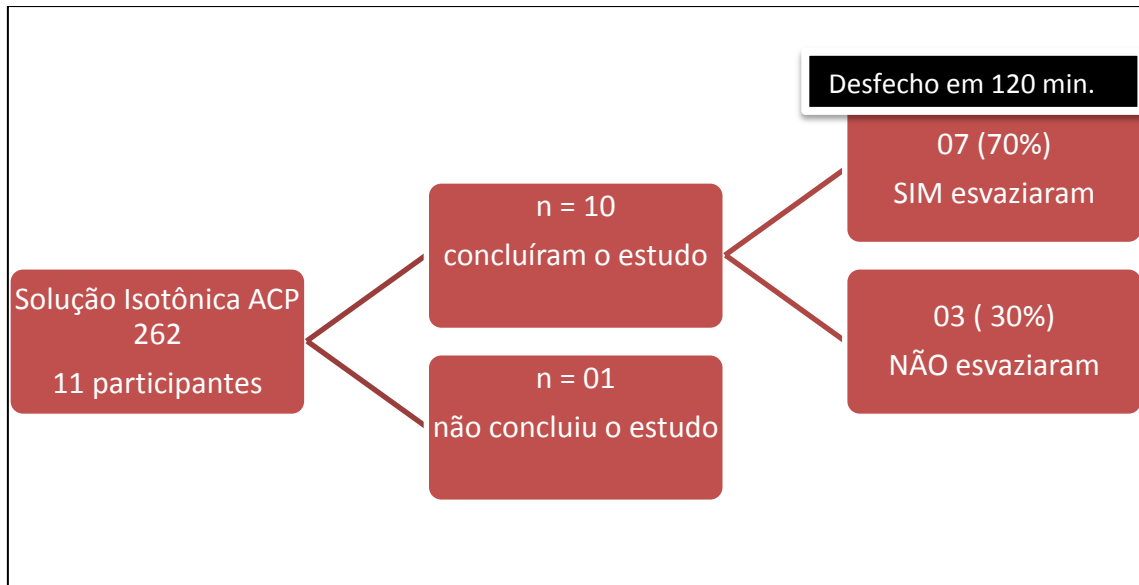 Solução Isotônica ACP
262
11 participantes
n = 10
concluíram o estudo
n = 01
não concluiu o estudo
Desfecho em 120 min.
07 (70%)
SIM esvaziaram
03 ( 30%)
NÃO esvaziaram